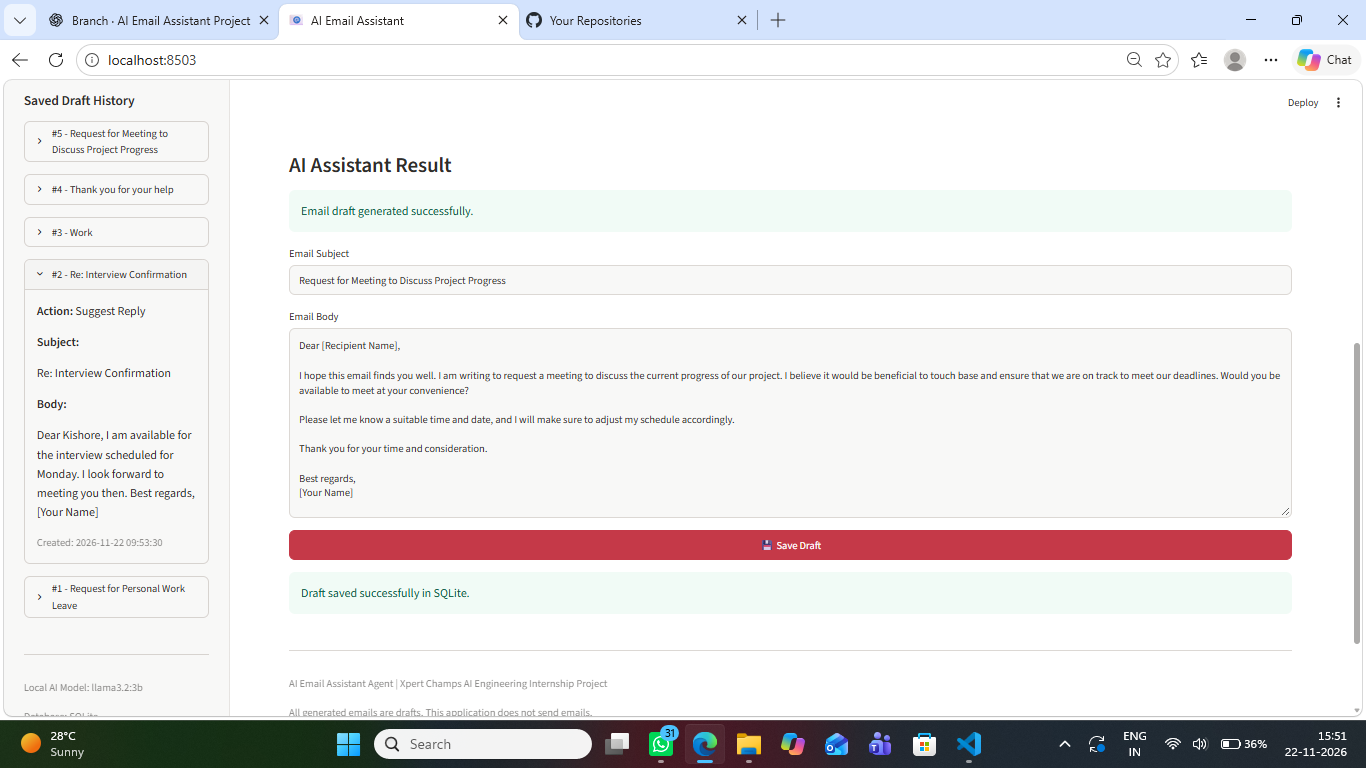 Branch · AI Email Assistant Project
AI Email Assistant
Your Repositories
localhost:8503
Chat
Saved Draft History
#5 - Request for Meeting to
Discuss Project Progress
#4 - Thank you for your help
#3 - Work
#2 - Re: Interview Confirmation
Action: Suggest Reply
Subject:
Re: Interview Confirmation
Body:
Dear Kishore, I am available for
the interview scheduled for
Monday. I look forward to
meeting you then. Best regards,
[Your Name]
Created: 2026-11-22 09:53:30
#1 - Request for Personal Work
Leave
Local AI Model: llama3.2:3b
Database: SQLite
Deploy
AI Assistant Result
Email draft generated successfully.
Email Subject
Request for Meeting to Discuss Project Progress
Email Body
Dear [Recipient Name],
I hope this email finds you well. I am writing to request a meeting to discuss the current progress of our project. I believe it would be beneficial to touch base and ensure that we are on track to meet our deadlines. Would you be
available to meet at your convenience?
Please let me know a suitable time and date, and I will make sure to adjust my schedule accordingly.
Thank you for your time and consideration.
Best regards,
[Your Name]
Save Draft
Draft saved successfully in SQLite.
AI Email Assistant Agent | Xpert Champs AI Engineering Internship Project
All generated emails are drafts. This application does not send emails.
28°C
Sunny
Search
31
ENG
IN
36%
15:51
22-11-2026